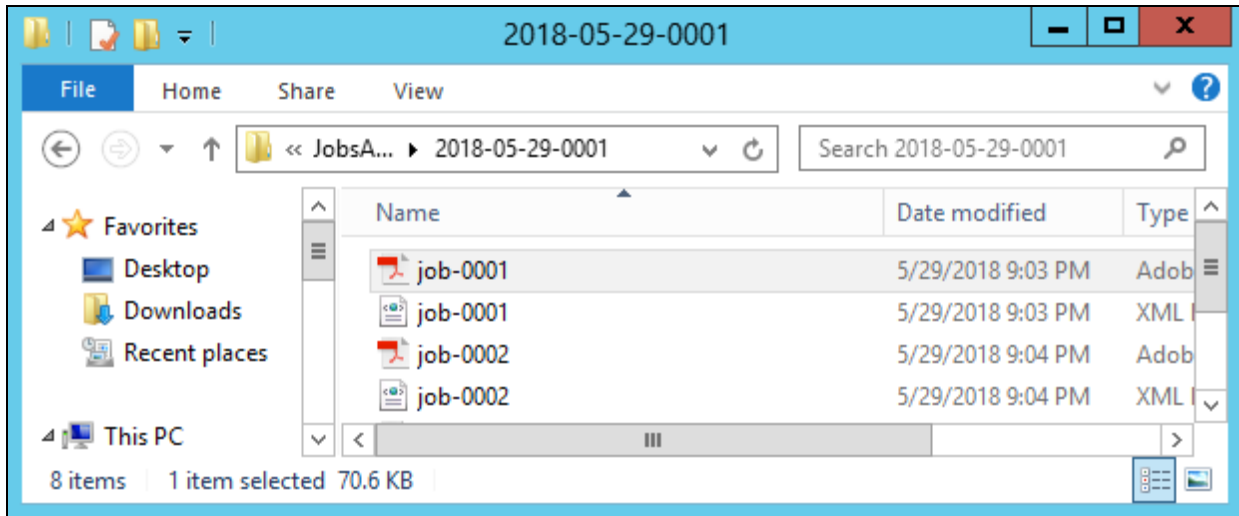 2018-05-29-0001
File Home Share View
« JobsA... 2018-05-29-0001 Search 2018-05-29-0001
Name Date modified Type
Favorites
Desktop
Downloads
Recent places
This PC
job-0001 5/29/2018 9:03 PM Adob
job-0001 5/29/2018 9:03 PM XML
job-0002 5/29/2018 9:04 PM Adob
job-0002 5/29/2018 9:04 PM XML
8 items 1 item selected 70.6 KB